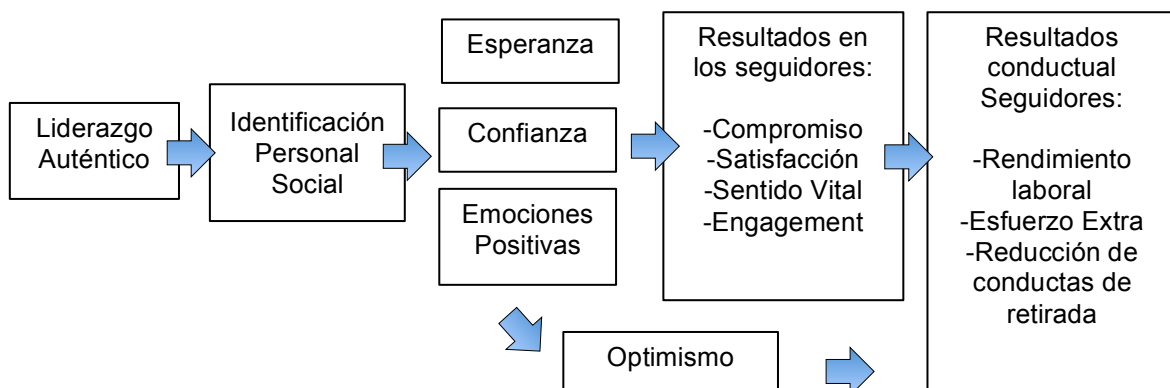 Liderazgo
Auténtico
Identificación
Personal
Social
Esperanza
Confianza
Emociones
Positivas
Optimismo
Resultados en
los seguidores:
-Compromiso
-Satisfacción
-Sentido Vital
-Engagement
Resultados
conductual
Seguidores:
-Rendimiento
laboral
-Esfuerzo Extra
-Reducción de
conductas de
retirada